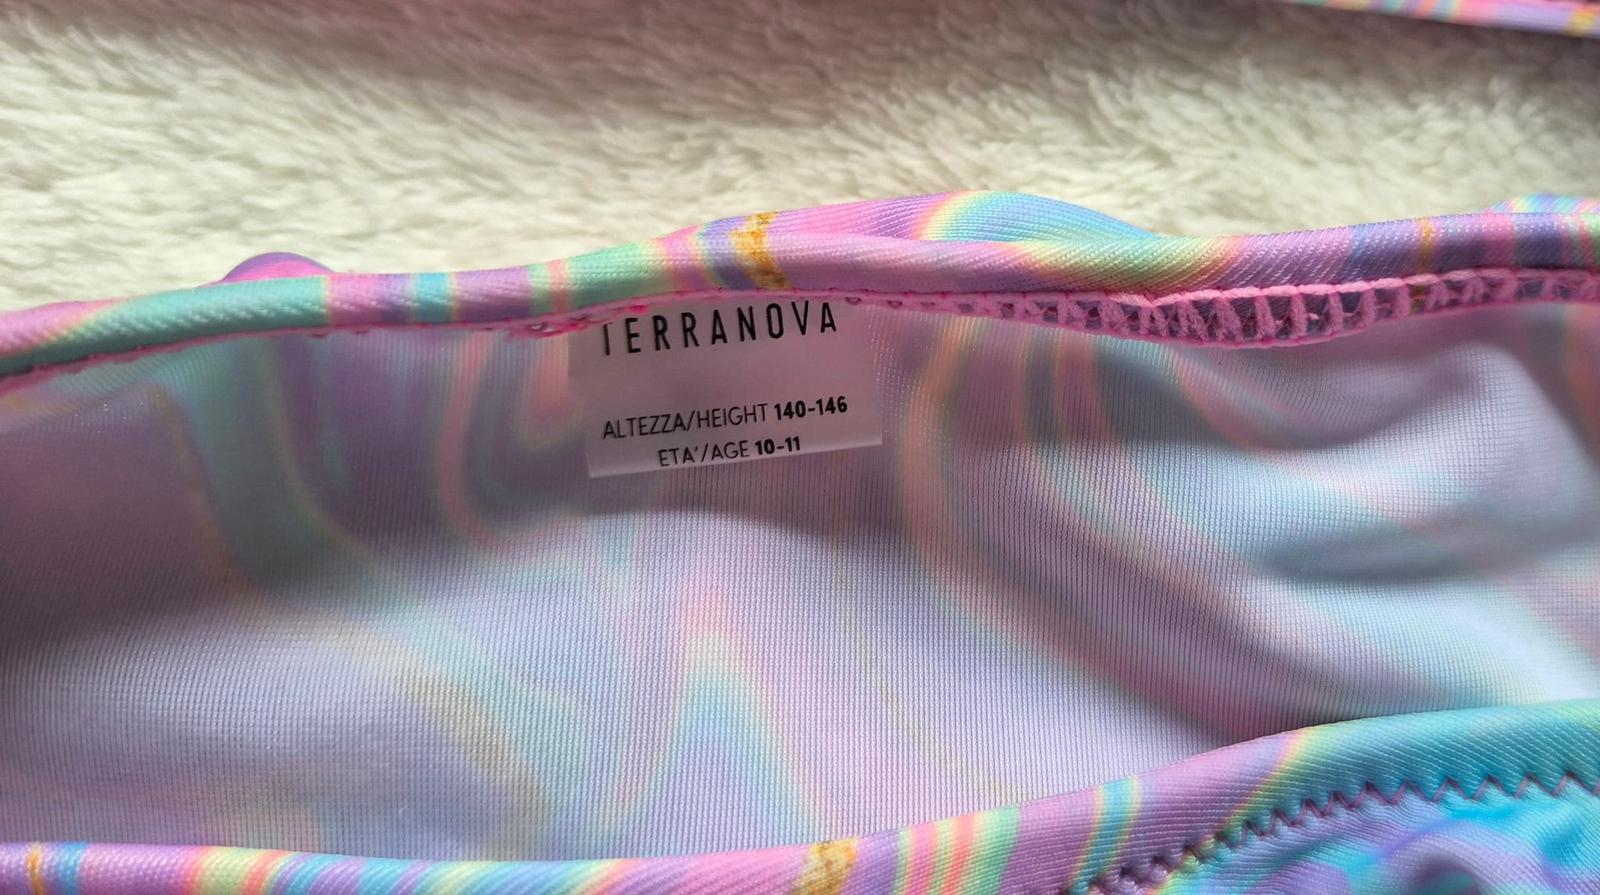 TERRANOVA
ALTEZZA/HEIGHT 140-146
ETA'/AGE 10-11